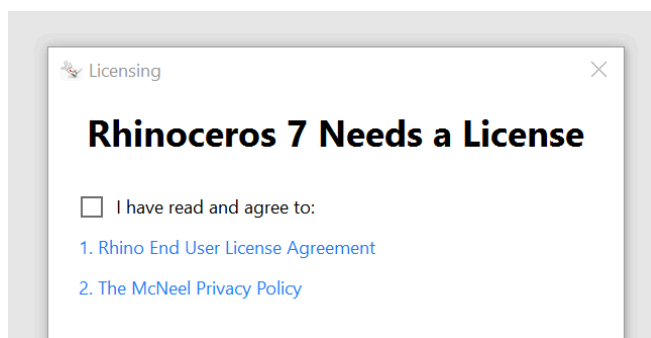 Licensing
Rhinoceros 7 Needs a License
I have read and agree to:
1. Rhino End User License Agreement
2. The McNeel Privacy Policy